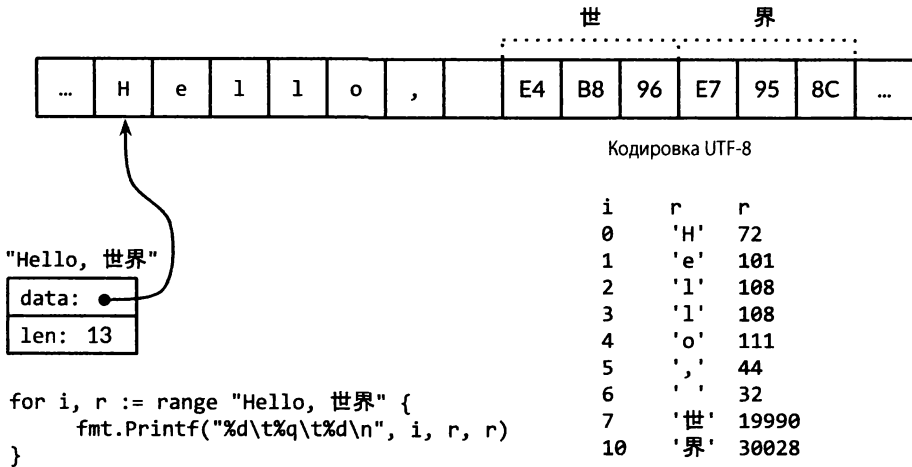 世 界
... H e l l o , E4 B8 96 E7 95 8C ...
Кодировка UTF-8
"Hello, 世界"
data:
len: 13
for i, r := range "Hello, 世界" {
fmt.Printf("%d\t%q\t%d\n", i, r, r)
}
i r r
0 'H' 72
1 'e' 101
2 'l' 108
3 'l' 108
4 'o' 111
5 ',' 44
6 ' ' 32
7 '世' 19990
10 '界' 30028